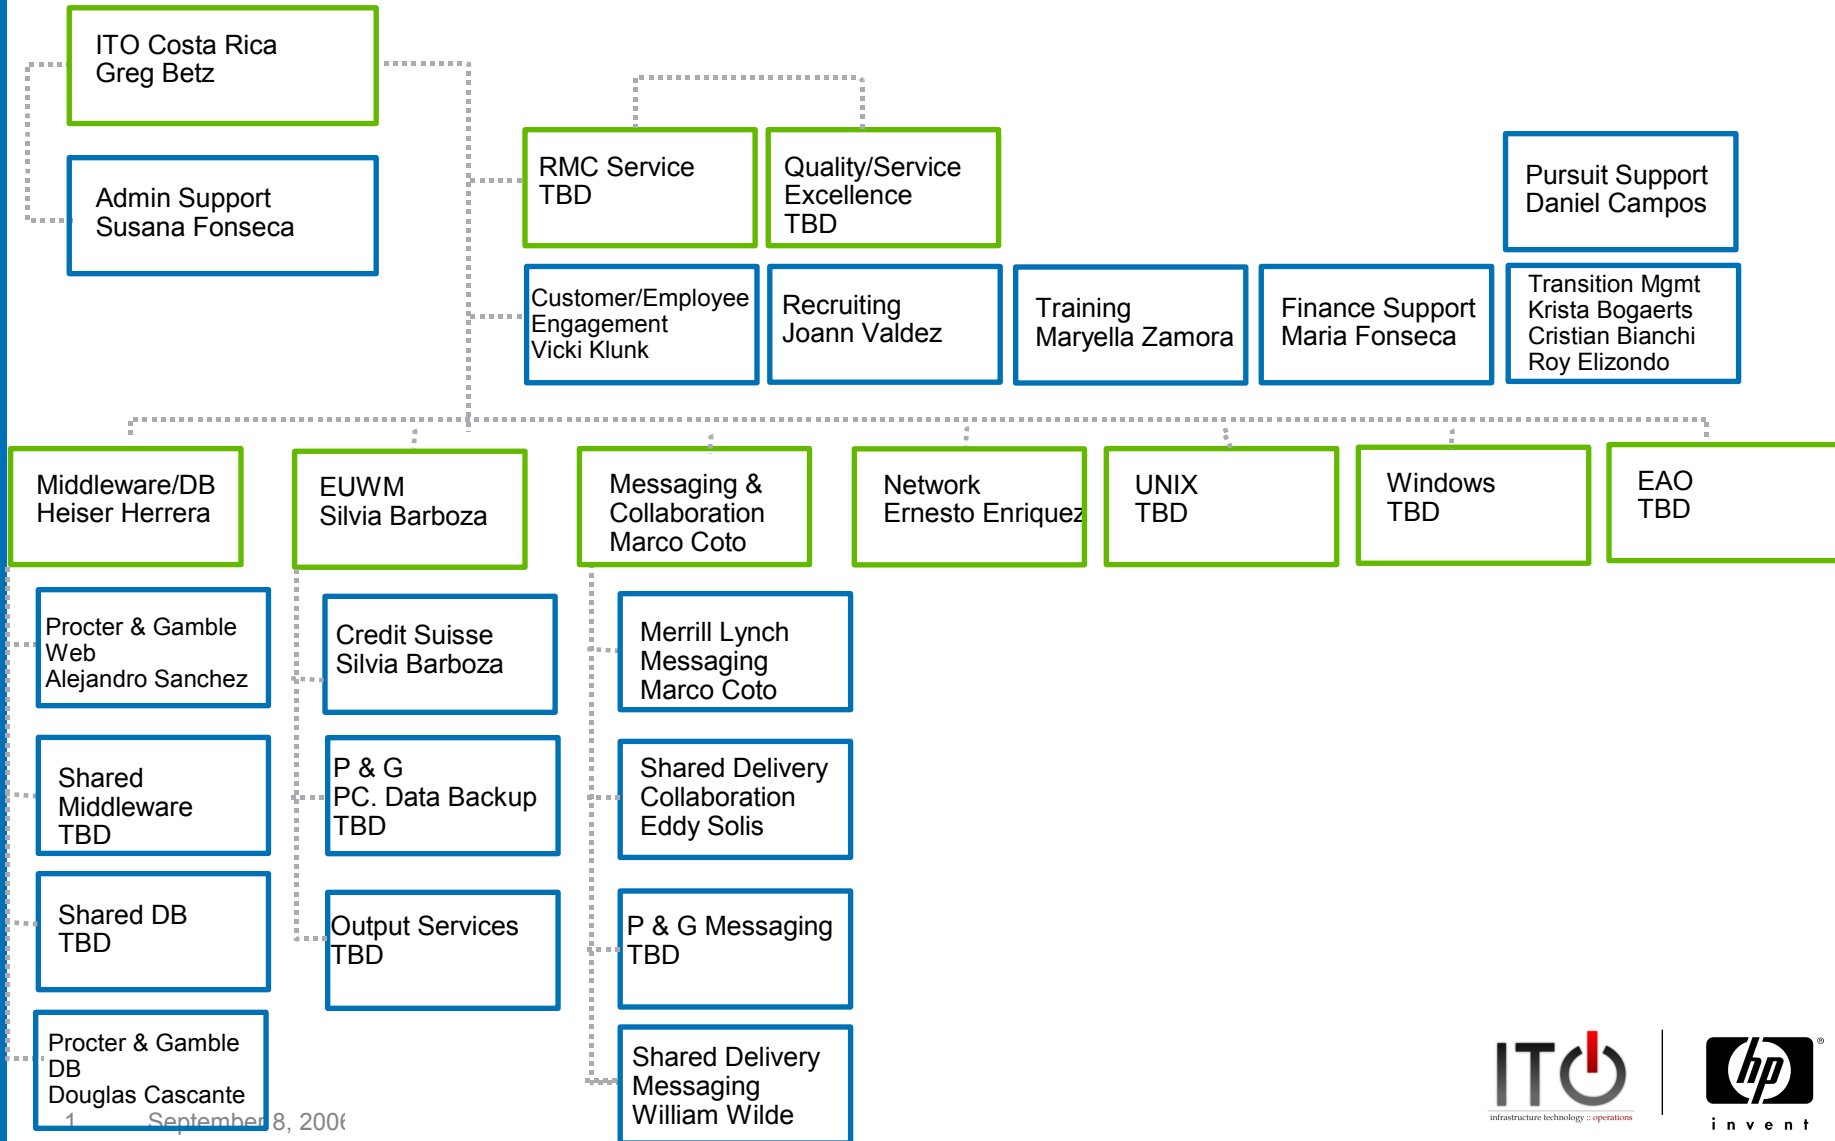 ITO Costa Rica
Greg Betz
Admin Support
Susana Fonseca
RMC Service
TBD
Quality/Service
Excellence
TBD
Pursuit Support
Daniel Campos
Customer/Employee
Engagement
Vicki Klunk
Recruiting
Joann Valdez
Training
Maryella Zamora
Finance Support
Maria Fonseca
Transition Mgmt
Krista Bogaerts
Cristian Bianchi
Roy Elizondo
Middleware/DB
Heiser Herrera
EUWM
Silvia Barboza
Messaging &
Collaboration
Marco Coto
Network
Ernesto Enriquez
UNIX
TBD
Windows
TBD
EAO
TBD
Procter & Gamble
Web
Alejandro Sanchez
Shared
Middleware
TBD
Shared DB
TBD
Procter & Gamble
DB
Douglas Cascante
Credit Suisse
Silvia Barboza
P & G
PC. Data Backup
TBD
Output Services
TBD
Merrill Lynch
Messaging
Marco Coto
Shared Delivery
Collaboration
Eddy Solis
P & G Messaging
TBD
Shared Delivery
Messaging
William Wilde
1 September 8, 2006
ITO
infrastructure technology :: operations
hp ®
invent